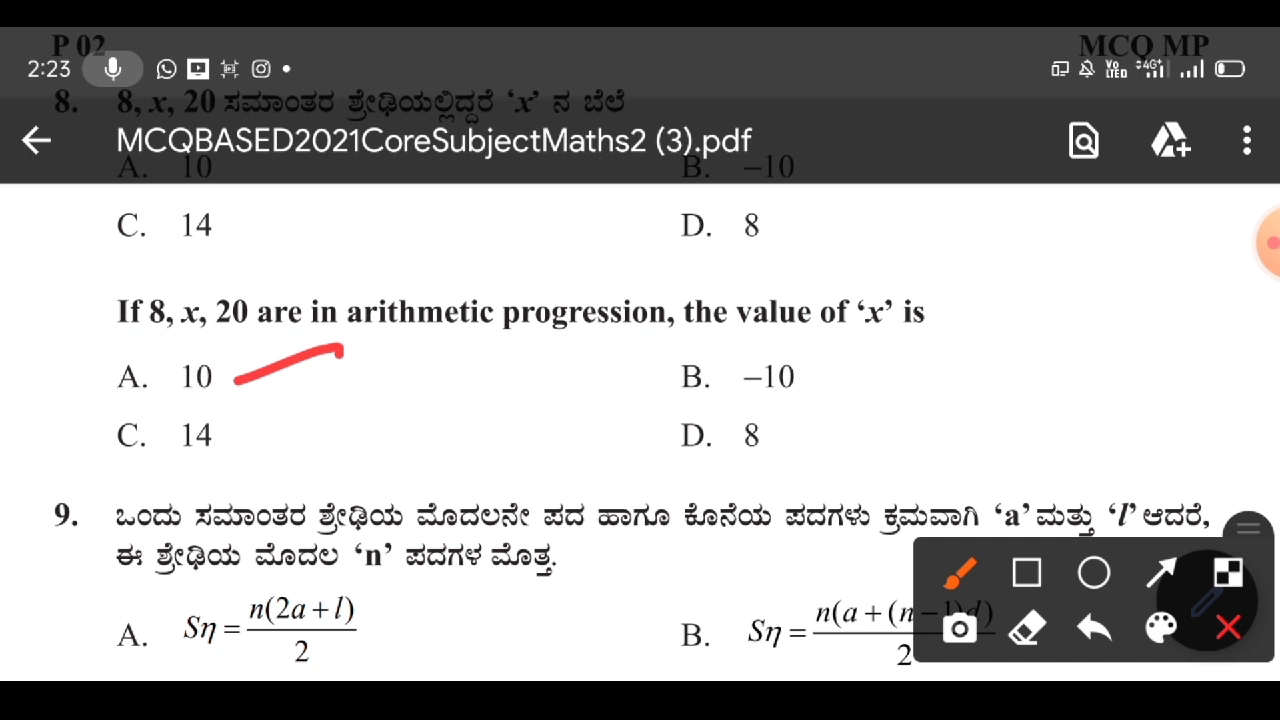 P 02 MCQ MP
2:23
8. 8, x, 20 ಸಮಾಂತರ ಶ್ರೇಢಿಯಲ್ಲಿದ್ದರೆ ‘x’ ನ ಬೆಲೆ
MCQBASED2021CoreSubjectMaths2 (3).pdf
A. 10 B. –10
C. 14 D. 8
If 8, x, 20 are in arithmetic progression, the value of ‘x’ is
A. 10 B. –10
C. 14 D. 8
9. ಒಂದು ಸಮಾಂತರ ಶ್ರೇಢಿಯ ಮೊದಲನೇ ಪದ ಹಾಗೂ ಕೊನೆಯ ಪದಗಳು ಕ್ರಮವಾಗಿ ‘a’ ಮತ್ತು ‘l’ ಆದರೆ,
ಈ ಶ್ರೇಢಿಯ ಮೊದಲ ‘n’ ಪದಗಳ ಮೊತ್ತ.
A. Sη = n(2a + l) / 2 B. Sη = n(a + (n – 1)d) / 2